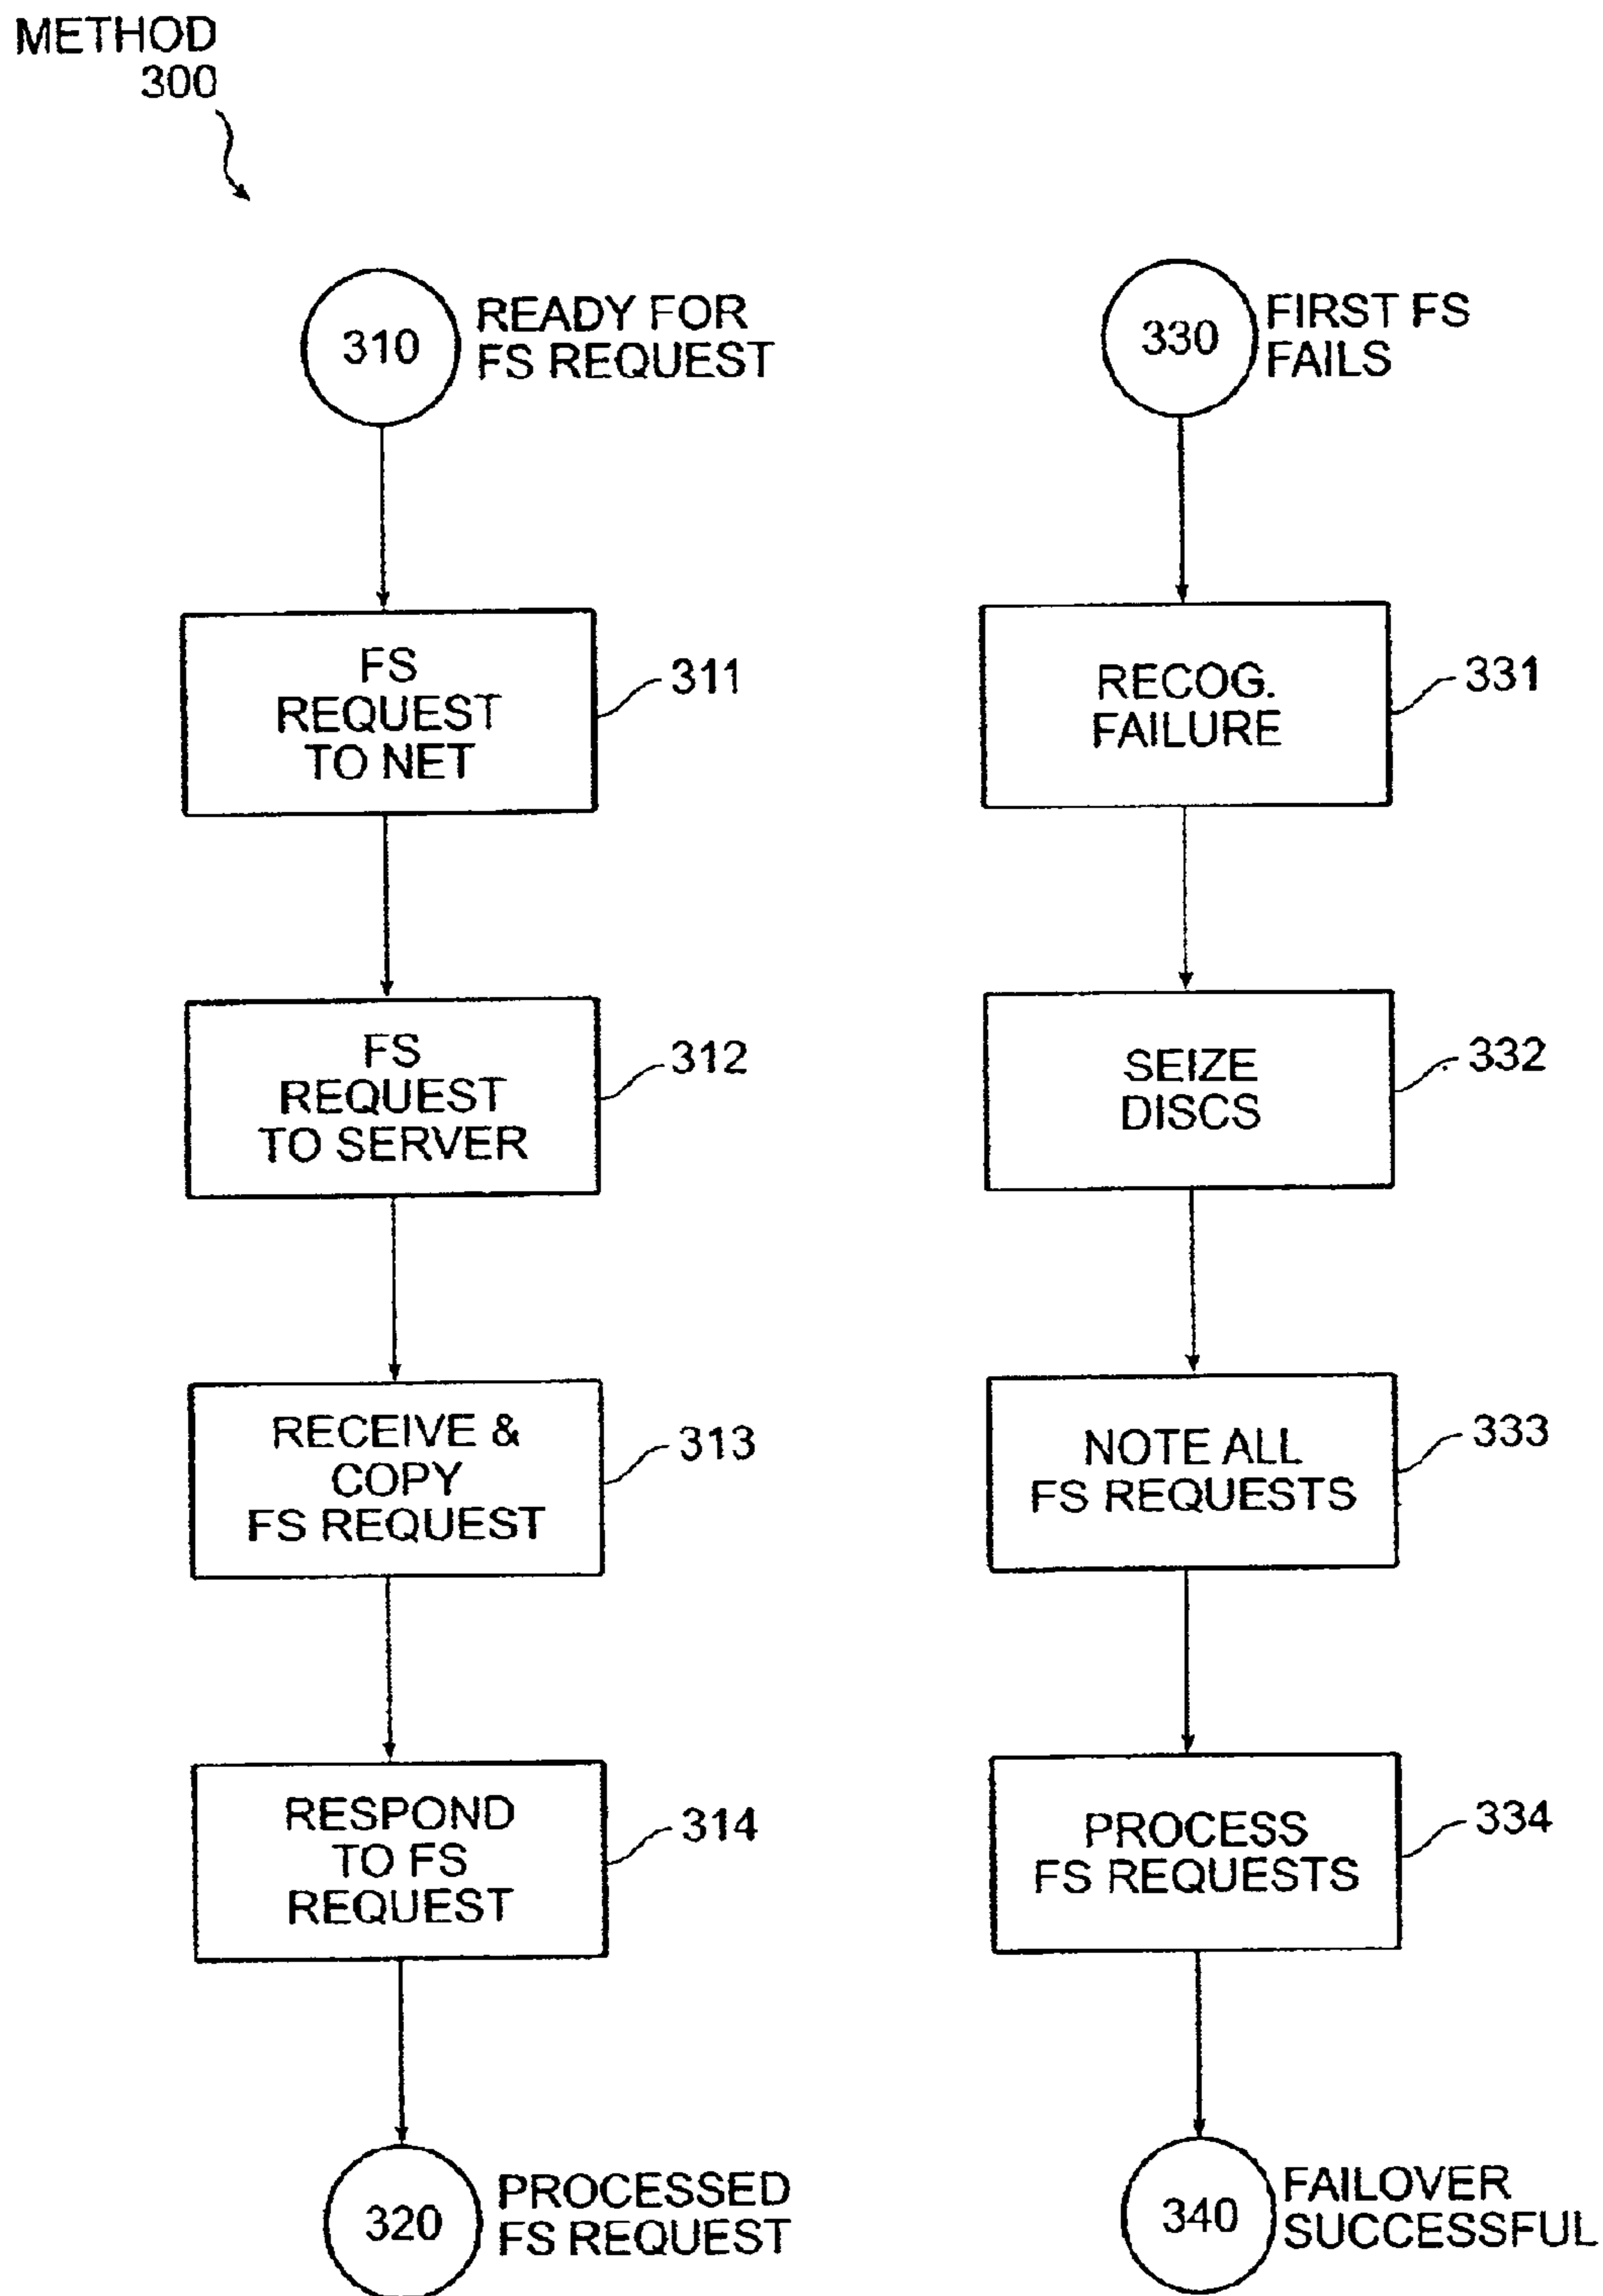 METHOD
300
310
READY FOR
FS REQUEST
FS
REQUEST
TO NET
311
FS
REQUEST
TO SERVER
312
RECEIVE &
COPY
FS REQUEST
313
RESPOND
TO FS
REQUEST
314
320
PROCESSED
FS REQUEST
330
FIRST FS
FAILS
RECOG.
FAILURE
331
SEIZE
DISCS
332
NOTE ALL
FS REQUESTS
333
PROCESS
FS REQUESTS
334
340
FAILOVER
SUCCESSFUL